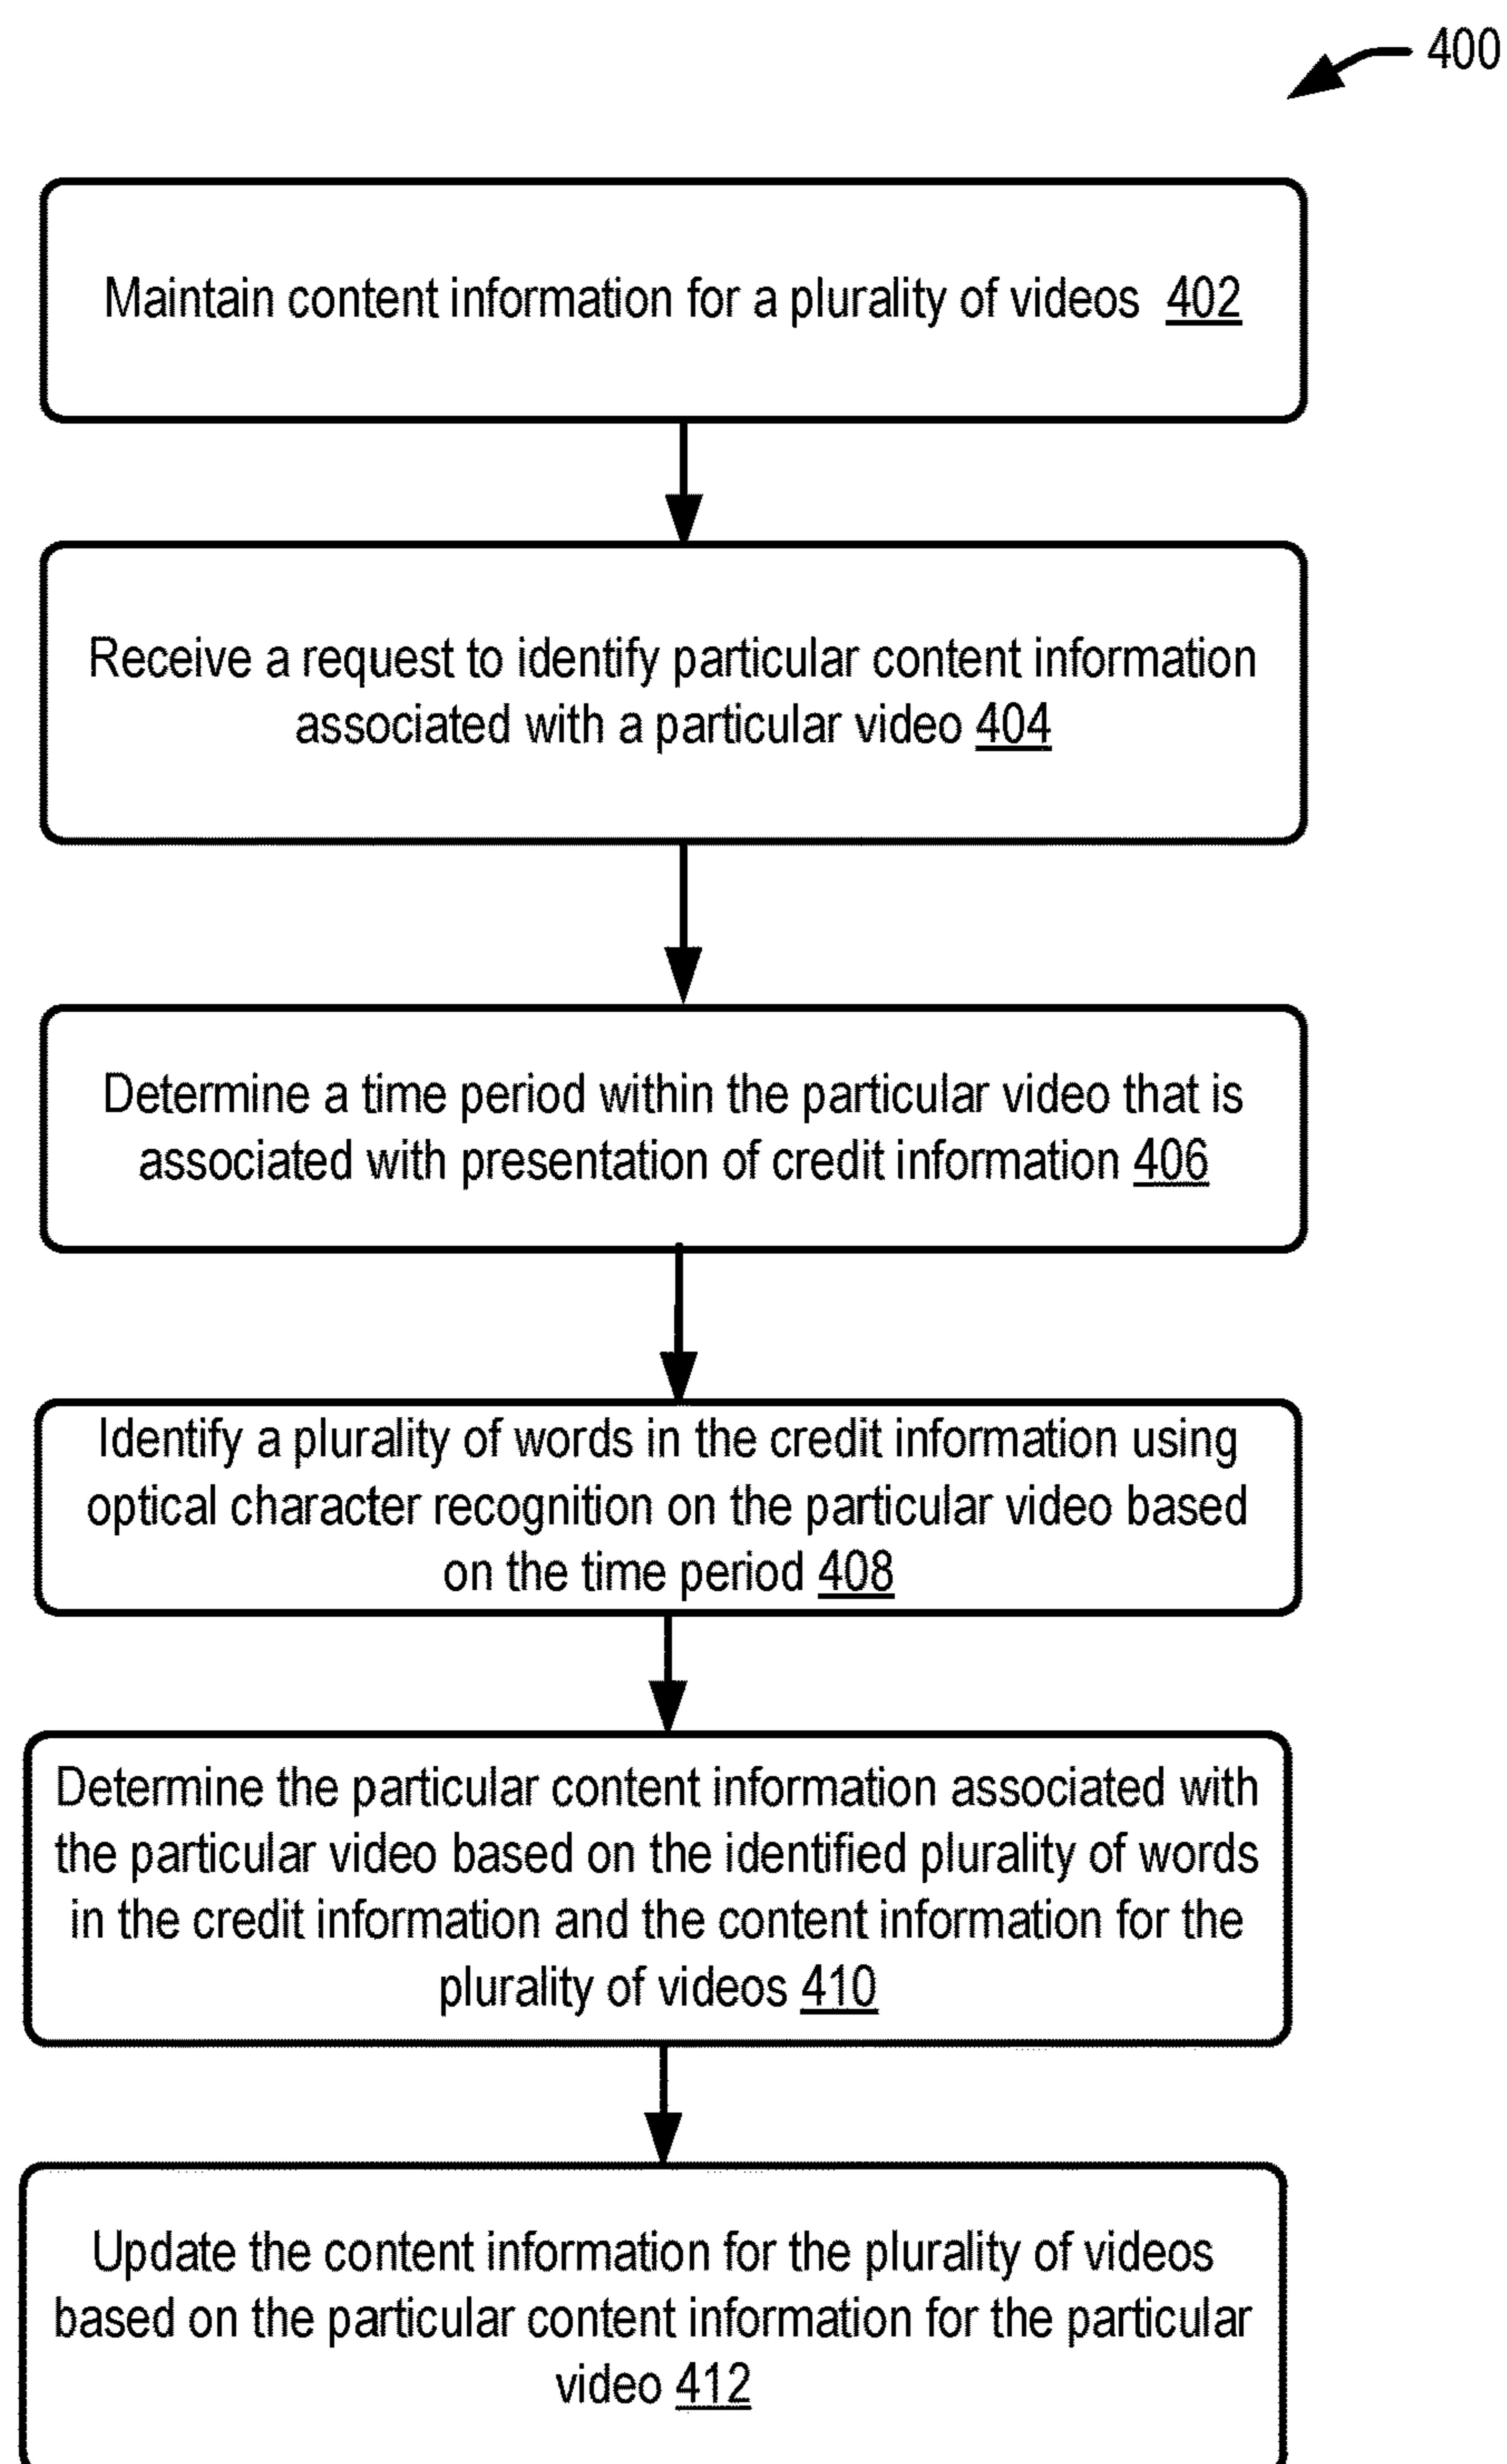 400
Maintain content information for a plurality of videos 402
Receive a request to identify particular content information
associated with a particular video 404
Determine a time period within the particular video that is
associated with presentation of credit information 406
Identify a plurality of words in the credit information using
optical character recognition on the particular video based
on the time period 408
Determine the particular content information associated with
the particular video based on the identified plurality of words
in the credit information and the content information for the
plurality of videos 410
Update the content information for the plurality of videos
based on the particular content information for the particular
video 412